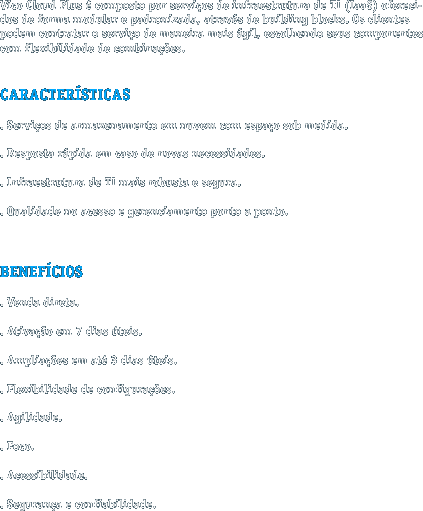 Vivo Cloud Plus é composto por serviços de infraestrutura de TI (IaaS) ofereci-
dos de forma modular e padronizada, através de building blocks. Os clientes
podem contratar o serviço de maneira mais ágil, escolhendo seus componentes
com flexibilidade de combinações.
CARACTERÍSTICAS
. Serviços de armazenamento em nuvem com espaço sob medida.
. Resposta rápida em caso de novas necessidades.
. Infraestrutura de TI mais robusta e segura.
. Qualidade no acesso e gerenciamento ponto a ponto.
BENEFÍCIOS
. Venda direta.
. Ativação em 7 dias úteis.
. Ampliações em até 3 dias úteis.
. Flexibilidade de configurações.
. Agilidade.
. Foco.
. Acessibilidade.
. Segurança e confiabilidade.